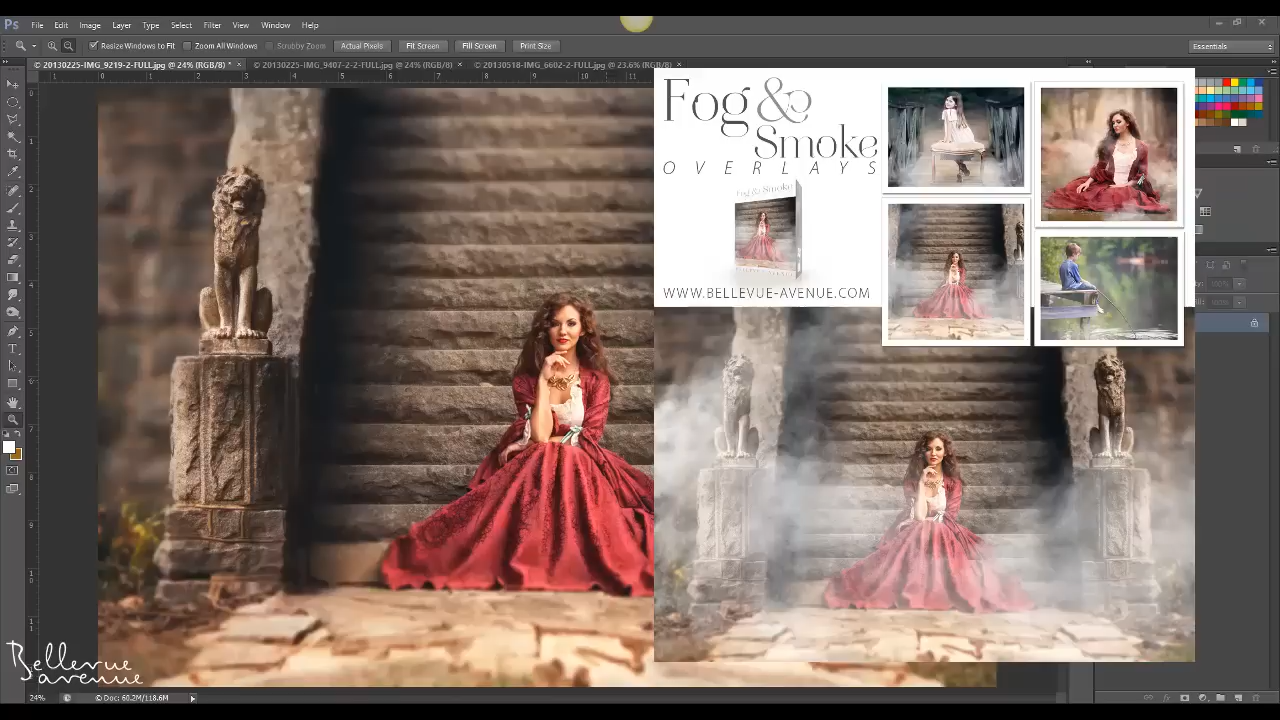 Ps File Edit Image Layer Type Select Filter View Window Help
Resize Windows to Fit Zoom All Windows Scrubby Zoom Actual Pixels Fit Screen Fill Screen Print Size Essentials
© 20130225-IMG_9219-2-FULL.jpg @ 24% (RGB/8) * × © 20130225-IMG_9407-2-2-FULL.jpg @ 24% (RGB/8) × © 20130518-IMG_6602-2-FULL.jpg @ 23.6% (RGB/8) ×
Fog &
Smoke
OVERLAYS
Fog & Smoke
WWW.BELLEVUE-AVENUE.COM
Bellevue
avenue
24% Doc: 60.2M/118.6M